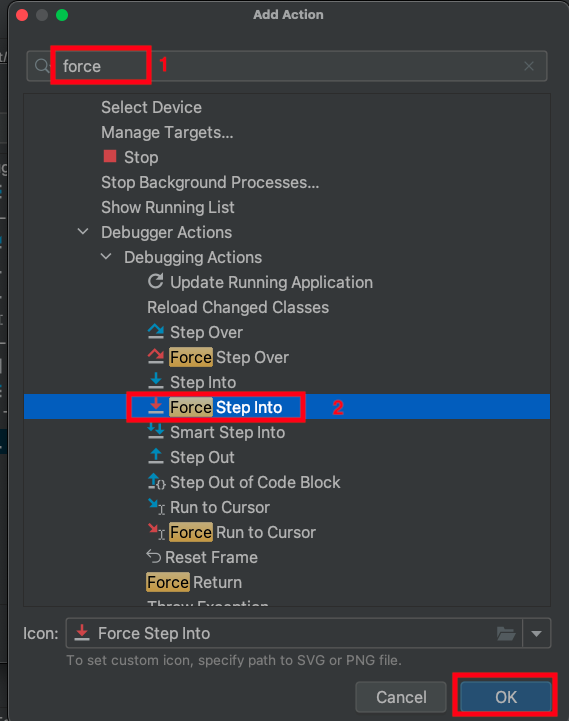 Add Action
force
1
Select Device
Manage Targets...
Stop
Stop Background Processes...
Show Running List
Debugger Actions
Debugging Actions
Update Running Application
Reload Changed Classes
Step Over
Force Step Over
Step Into
Force Step Into
2
Smart Step Into
Step Out
Step Out of Code Block
Run to Cursor
Force Run to Cursor
Reset Frame
Force Return
Throw Exception
Icon: Force Step Into
To set custom icon, specify path to SVG or PNG file.
Cancel OK